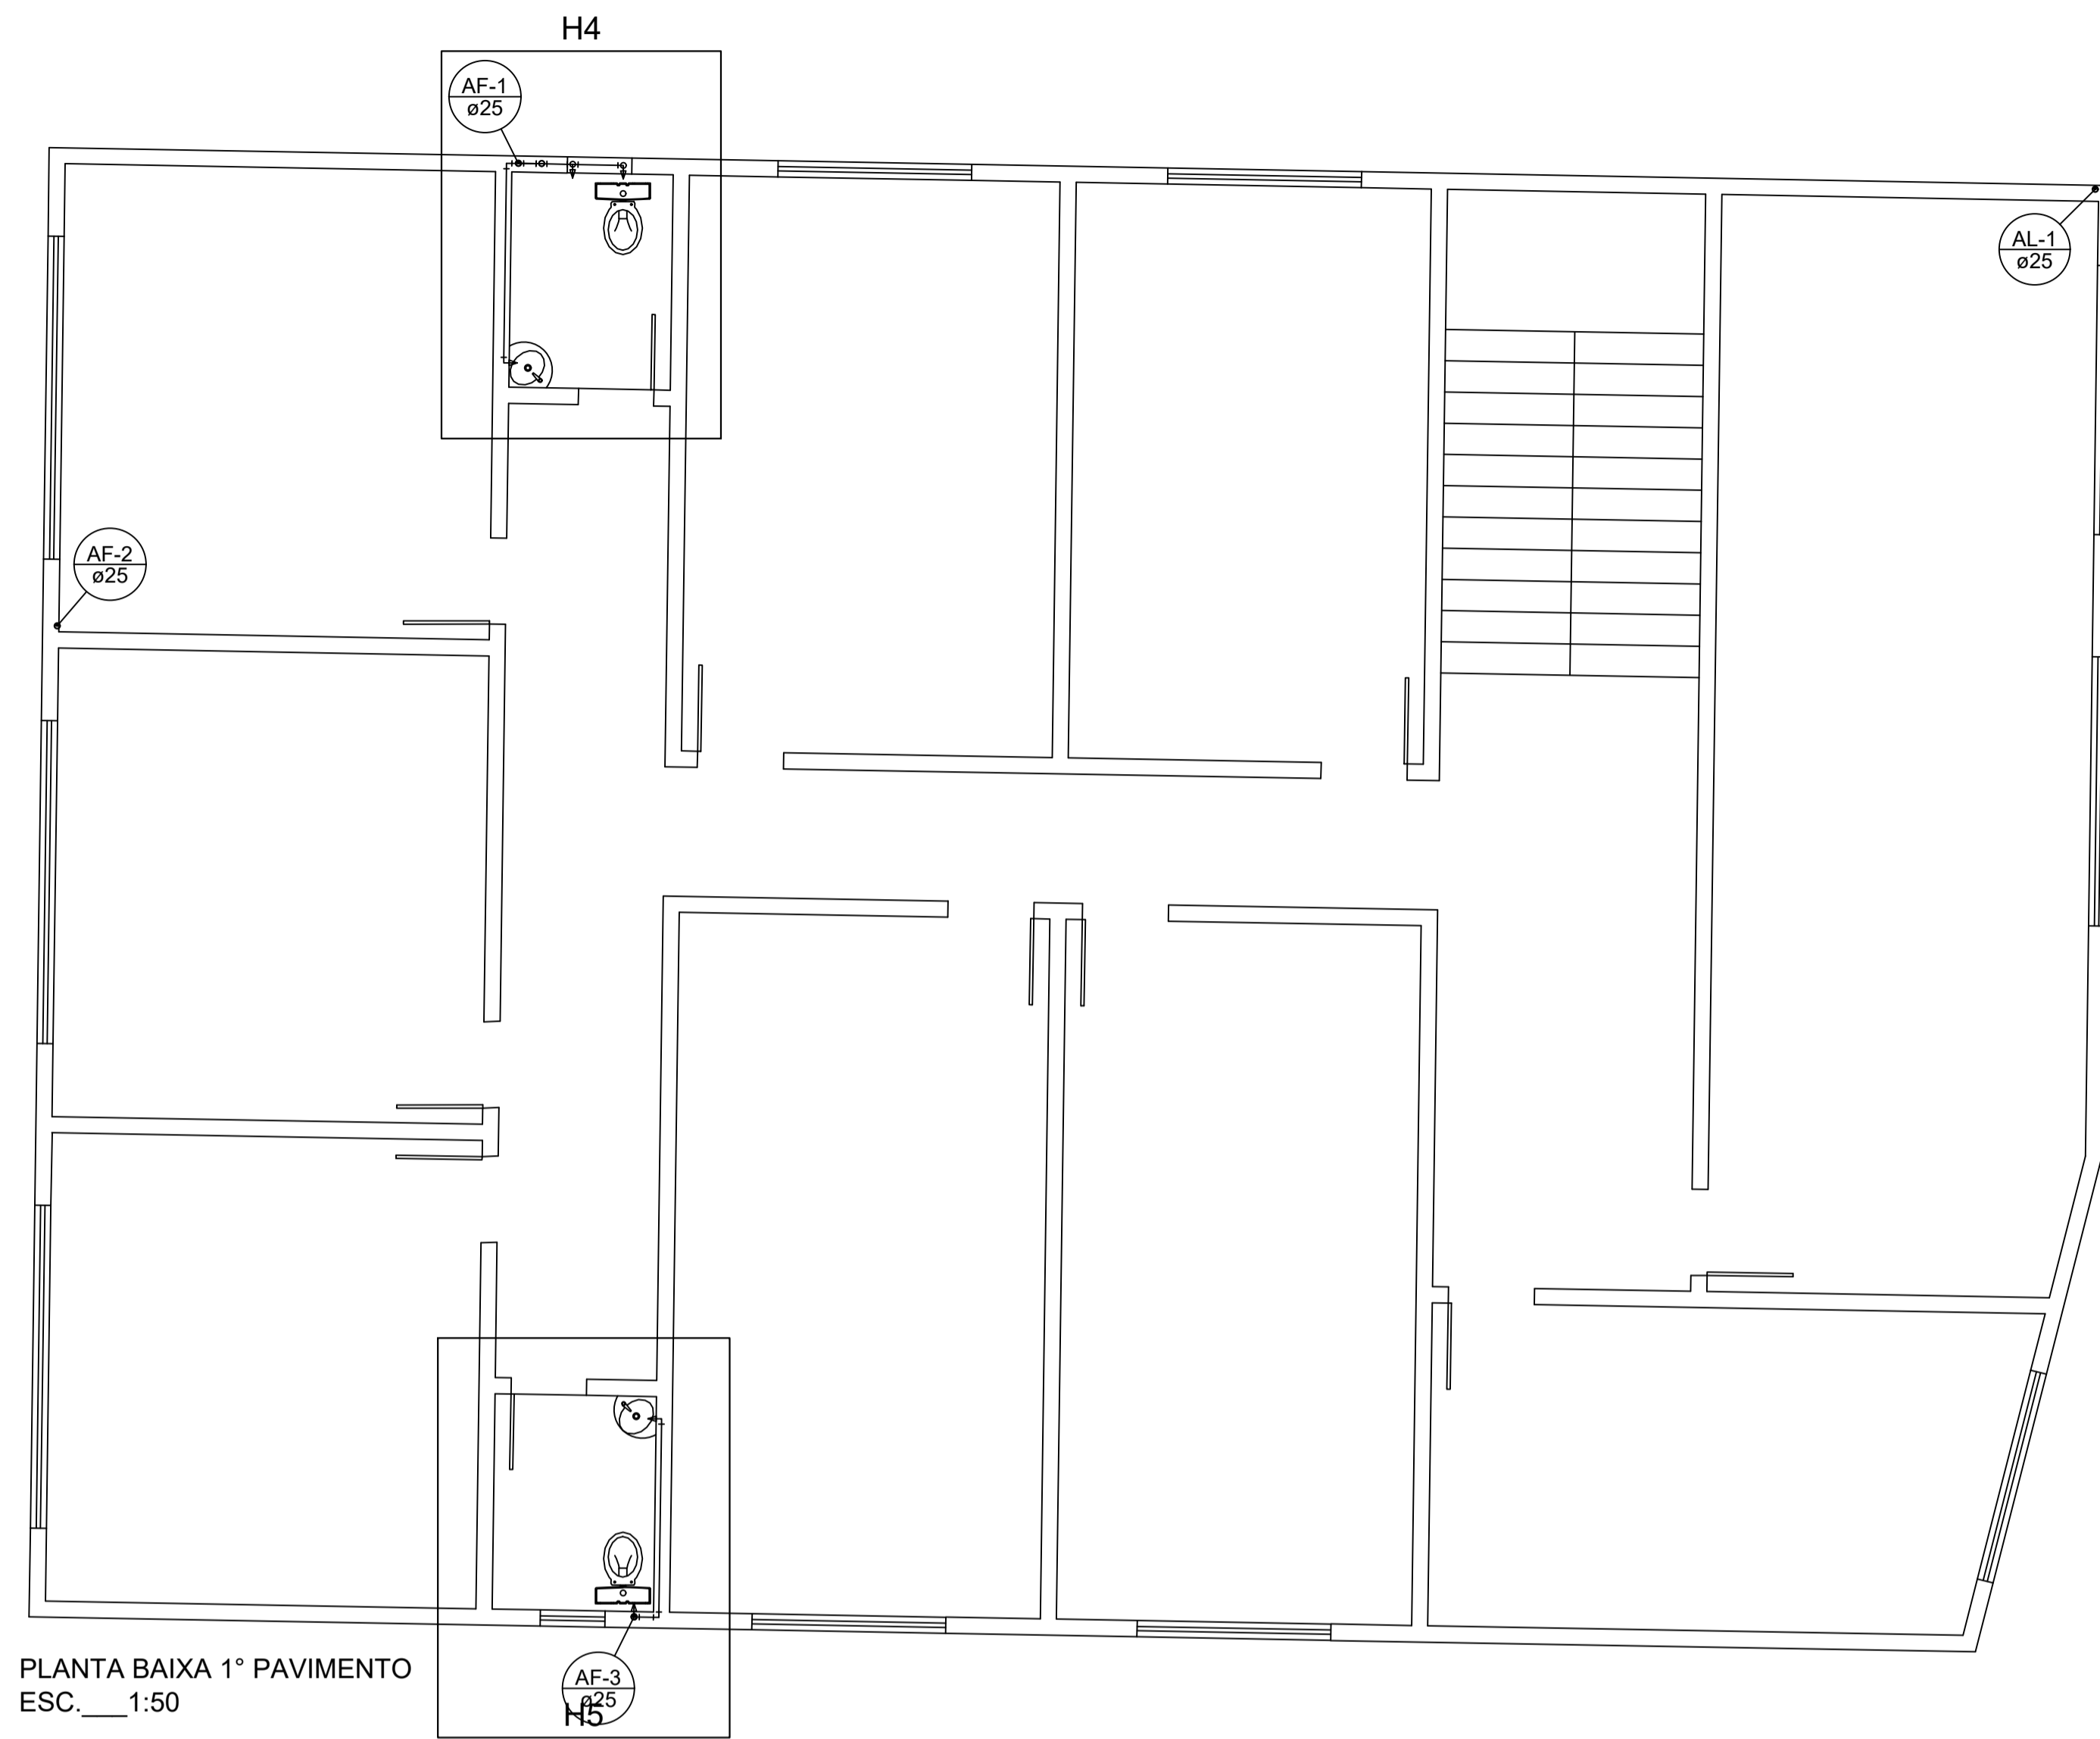 H4
AF-1
ø25
AL-1
ø25
AF-2
ø25
PLANTA BAIXA 1° PAVIMENTO
ESC.___1:50
AF-3
ø25
H5